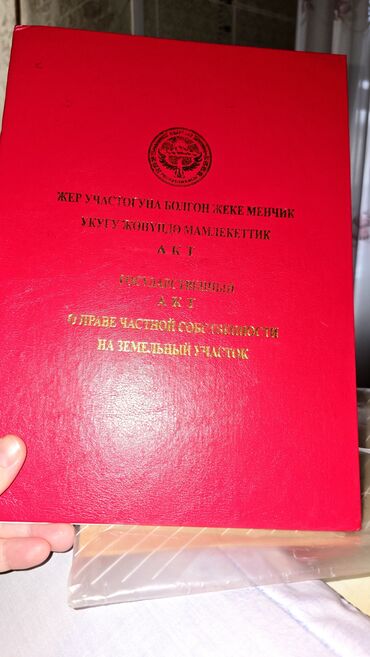 ЖЕР УЧАСТОГУНА БОЛГОН ЖЕКЕ МЕНЧИК
УКУГУ ЖӨНҮНДӨ МАМЛЕКЕТТИК
А К Т
ГОСУДАРСТВЕННЫЙ
А К Т
О ПРАВЕ ЧАСТНОЙ СОБСТВЕННОСТИ
НА ЗЕМЕЛЬНЫЙ УЧАСТОК